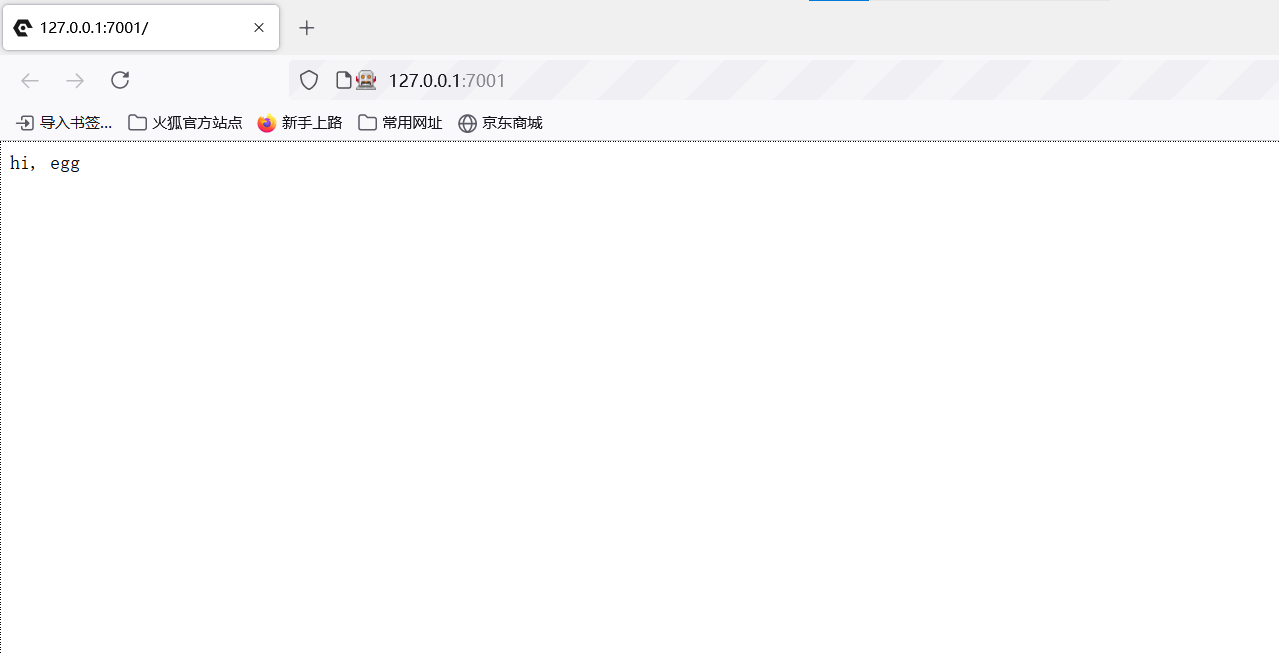 127.0.0.1:7001/
127.0.0.1:7001
导入书签... 火狐官方站点 新手上路 常用网址 京东商城
hi, egg